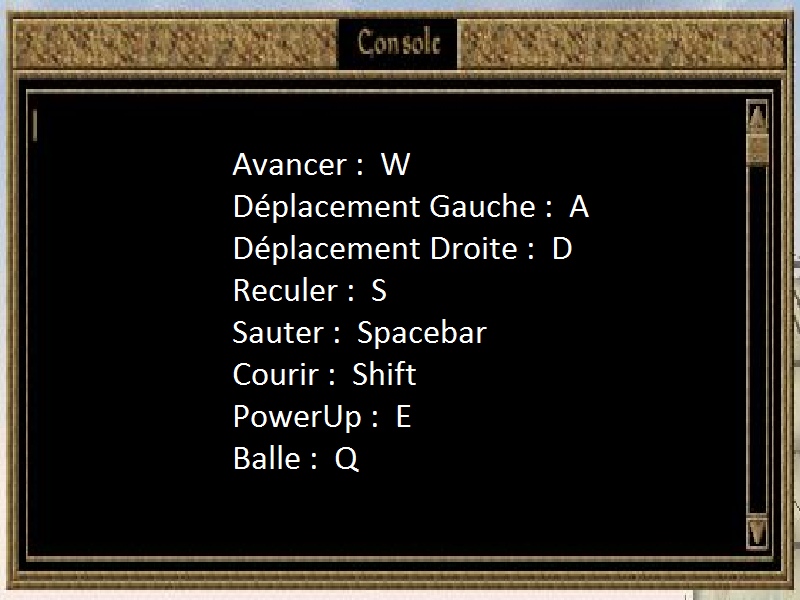 Console
Avancer : W
Déplacement Gauche : A
Déplacement Droite : D
Reculer : S
Sauter : Spacebar
Courir : Shift
PowerUp : E
Balle : Q